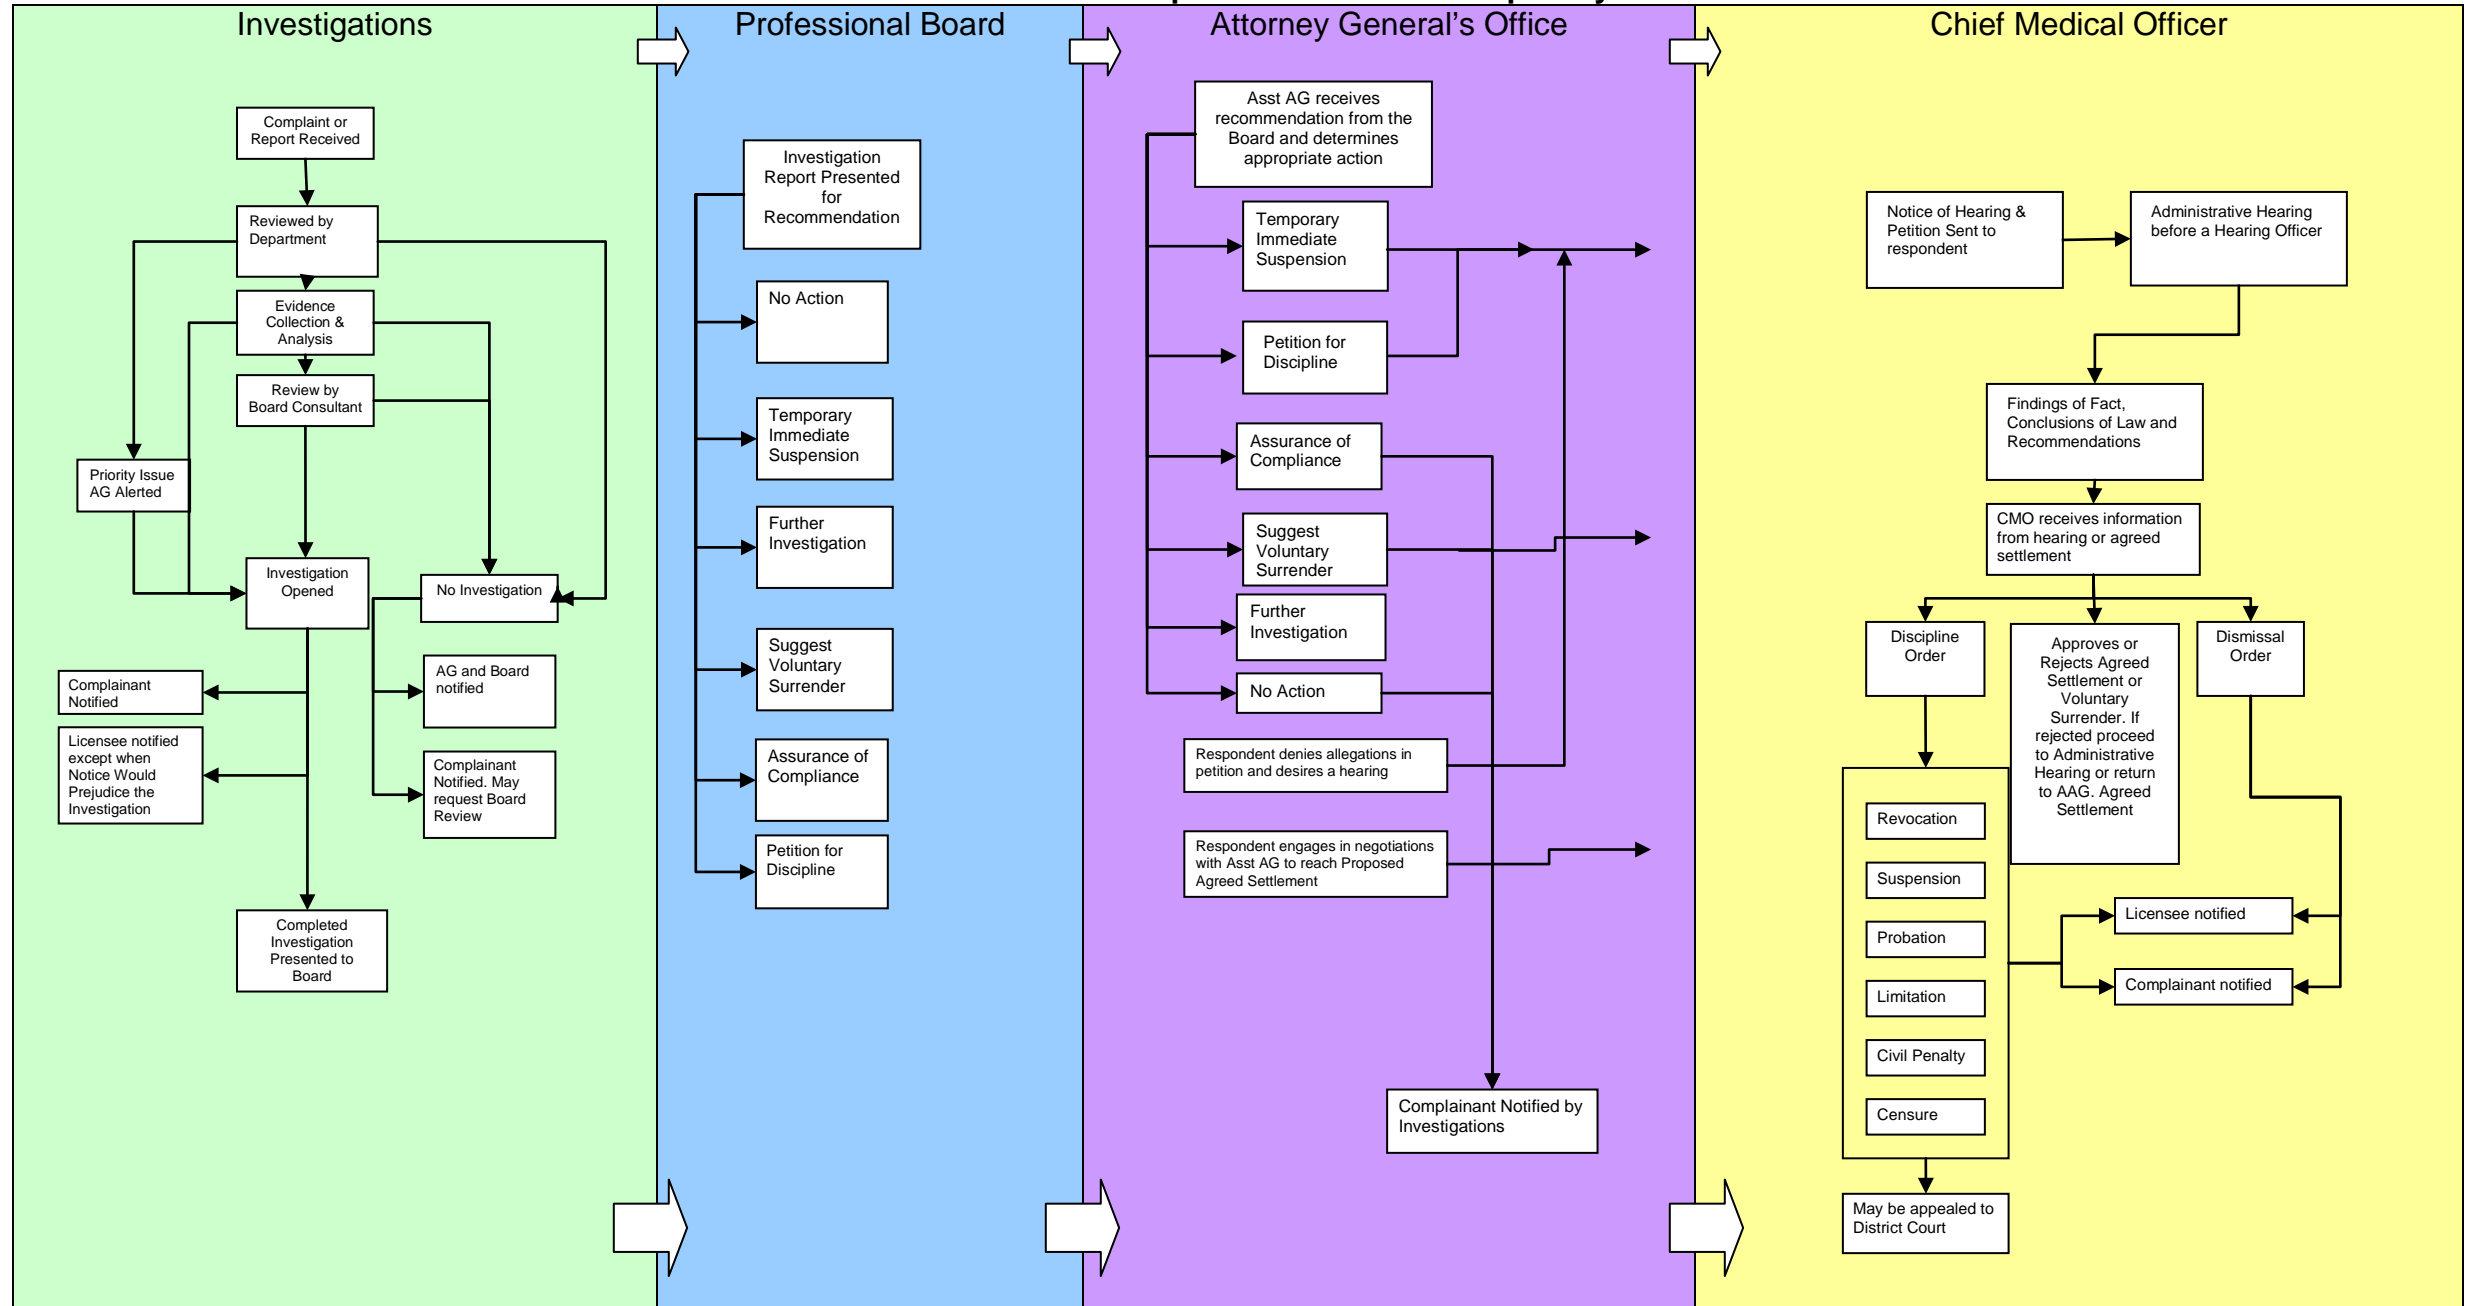 Investigations
Complaint or
Report Received
Reviewed by
Department
Evidence
Collection &
Analysis
Review by
Board Consultant
Priority Issue
AG Alerted
Investigation
Opened
No Investigation
Complainant
Notified
Licensee notified
except when
Notice Would
Prejudice the
Investigation
AG and Board
notified
Complainant
Notified. May
request Board
Review
Completed
Investigation
Presented to
Board
Professional Board
Investigation
Report Presented
for
Recommendation
No Action
Temporary
Immediate
Suspension
Further
Investigation
Suggest
Voluntary
Surrender
Assurance of
Compliance
Petition for
Discipline
Attorney General's Office
Asst AG receives
recommendation from the
Board and determines
appropriate action
Temporary
Immediate
Suspension
Petition for
Discipline
Assurance of
Compliance
Suggest
Voluntary
Surrender
Further
Investigation
No Action
Respondent denies allegations in
petition and desires a hearing
Respondent engages in negotiations
with Asst AG to reach Proposed
Agreed Settlement
Complainant Notified by
Investigations
Chief Medical Officer
Notice of Hearing &
Petition Sent to
respondent
Administrative Hearing
before a Hearing Officer
Findings of Fact,
Conclusions of Law and
Recommendations
CMO receives information
from hearing or agreed
settlement
Discipline
Order
Approves or
Rejects Agreed
Settlement or
Voluntary
Surrender. If
rejected proceed
to Administrative
Hearing or return
to AAG. Agreed
Settlement
Dismissal
Order
Revocation
Suspension
Probation
Limitation
Civil Penalty
Censure
Licensee notified
Complainant notified
May be appealed to
District Court